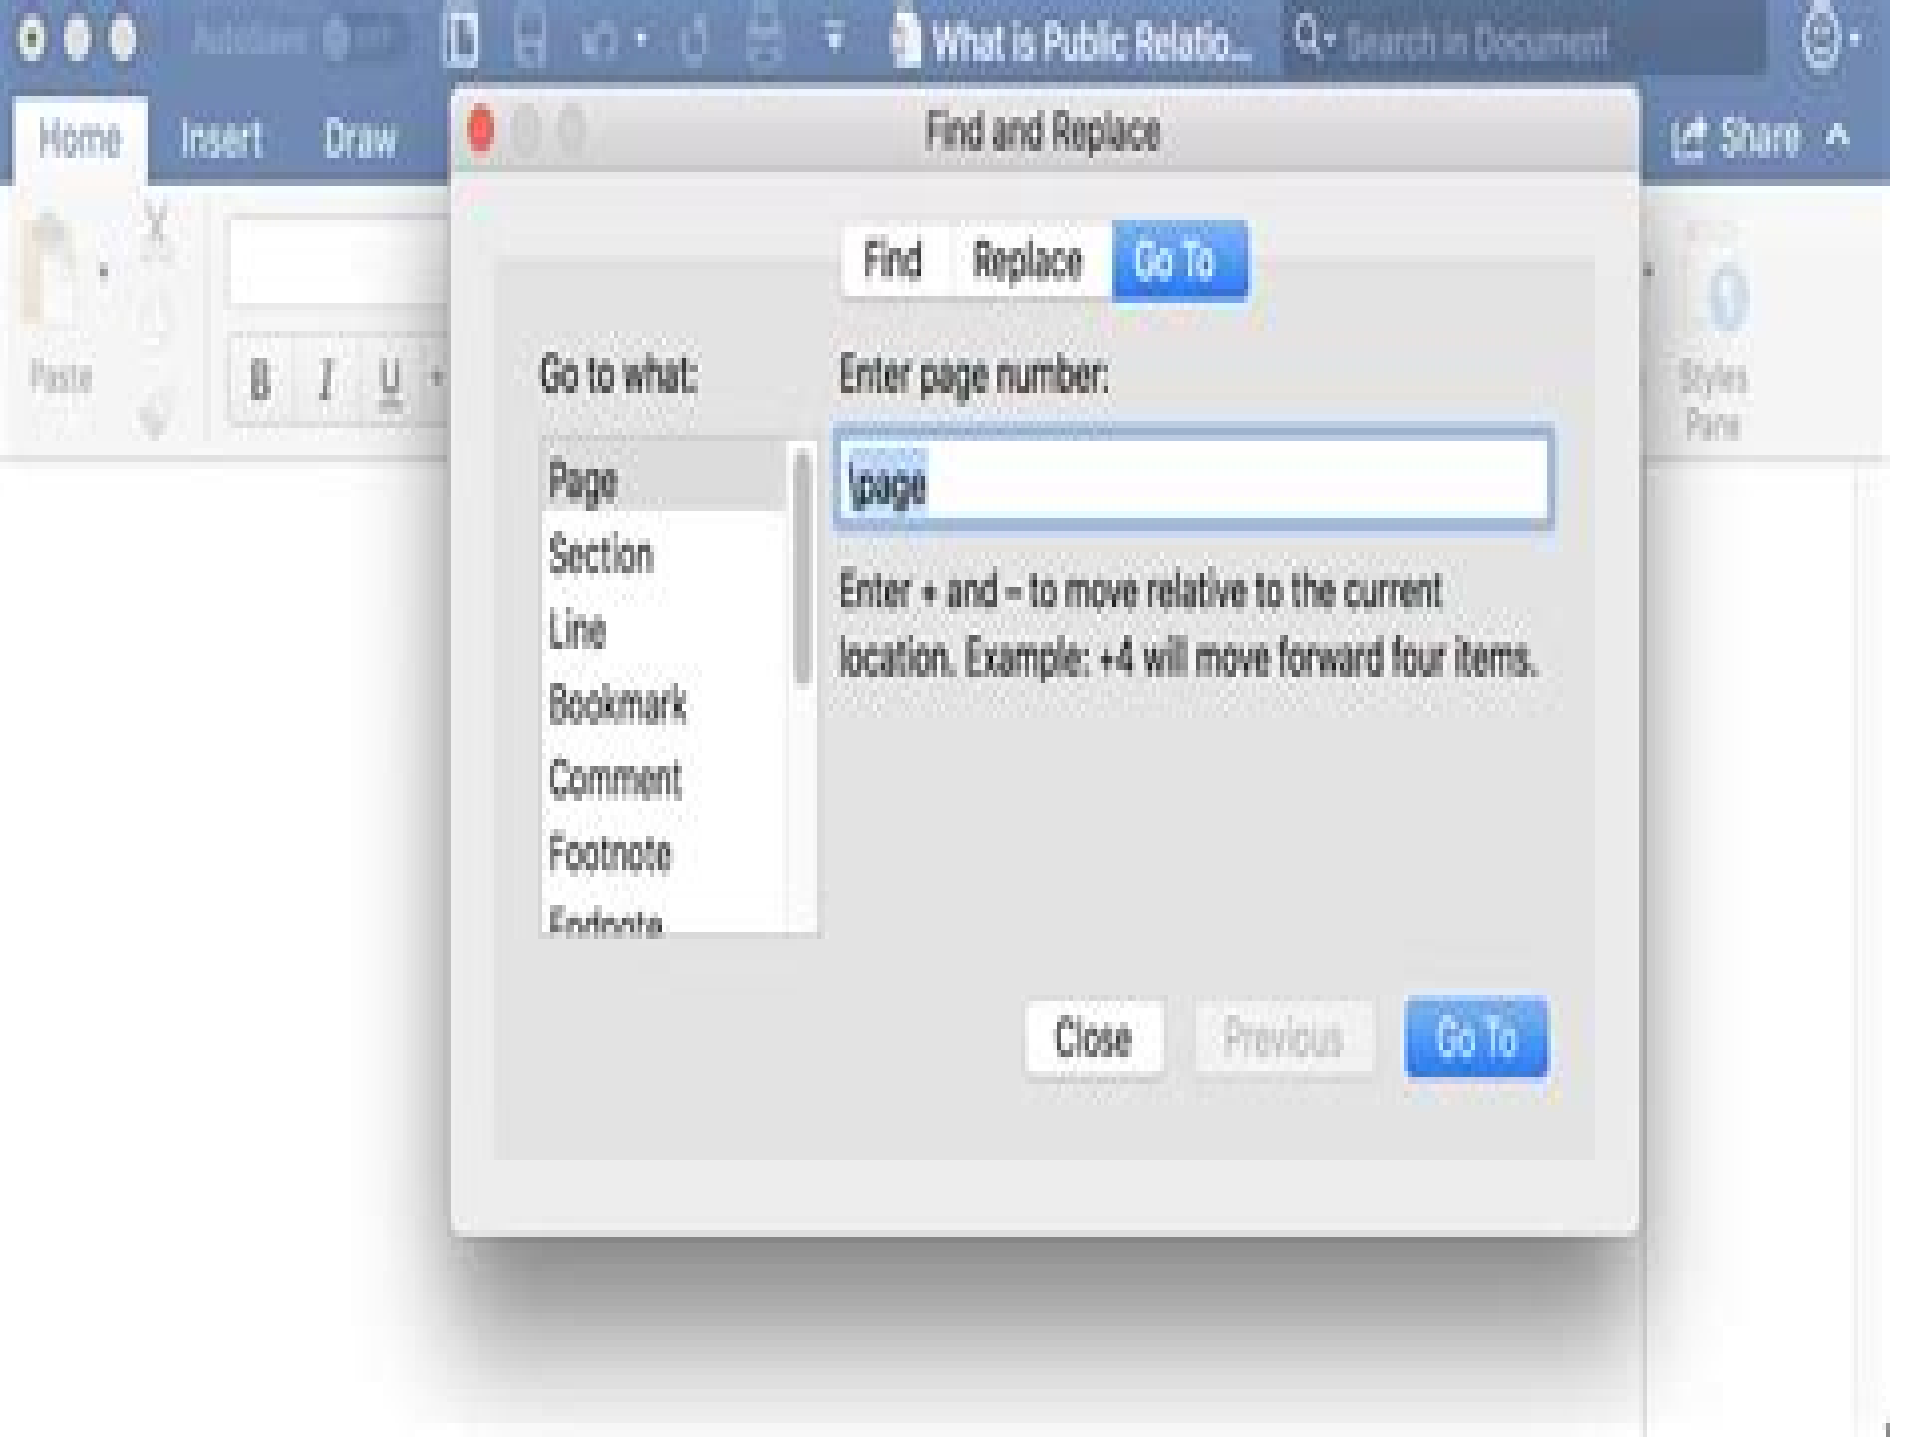 AutoSave
What is Public Relatio...
Search in Document
Home
Insert
Draw
Share
Find and Replace
Find
Replace
Go To
Paste
B I U
Styles
Pane
Go to what:
Page
Section
Line
Bookmark
Comment
Footnote
Endnote
Enter page number:
\page
Enter + and – to move relative to the current
location. Example: +4 will move forward four items.
Close
Previous
Go To